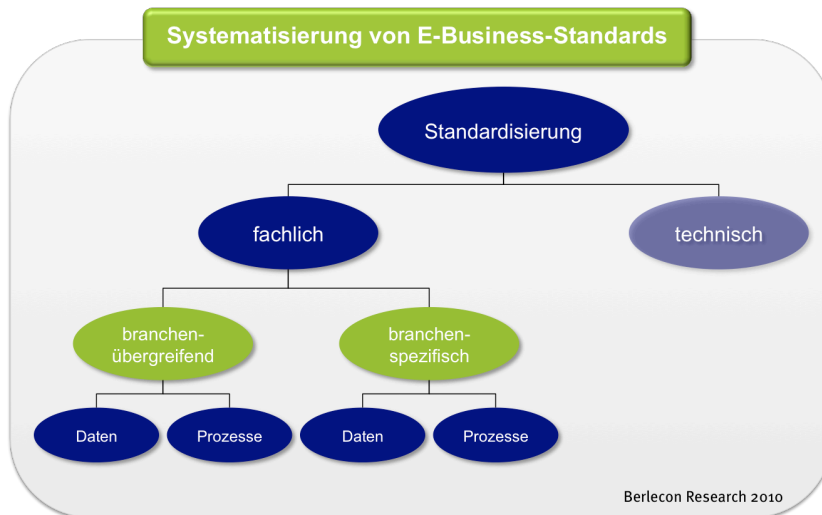 Systematisierung von E-Business-Standards
Standardisierung
fachlich
technisch
branchen-
übergreifend
branchen-
spezifisch
Daten
Prozesse
Daten
Prozesse
Berlecon Research 2010